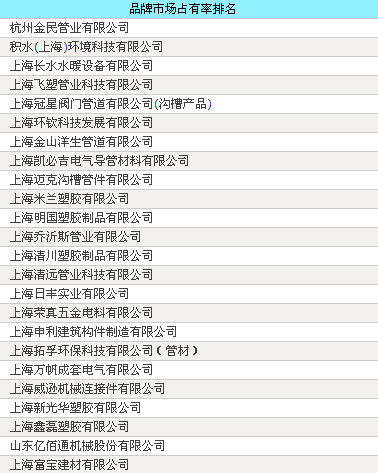 品牌市场占有率排名
杭州金民管业有限公司
积水(上海)环境科技有限公司
上海长水水暖设备有限公司
上海飞塑管业科技有限公司
上海冠星阀门管道有限公司(沟槽产品)
上海环钦科技发展有限公司
上海金山洋生管道有限公司
上海凯必吉电气导管材料有限公司
上海迈克沟槽管件有限公司
上海米兰塑胶有限公司
上海明国塑胶制品有限公司
上海乔沂斯管业有限公司
上海清川塑胶制品有限公司
上海清远管业科技有限公司
上海日丰实业有限公司
上海荣真五金电料有限公司
上海申利建筑构件制造有限公司
上海拓孚环保科技有限公司（管材）
上海万帆成套电气有限公司
上海威逊机械连接件有限公司
上海新光华塑胶有限公司
上海鑫磊塑胶有限公司
山东亿佰通机械股份有限公司
上海富宝建材有限公司